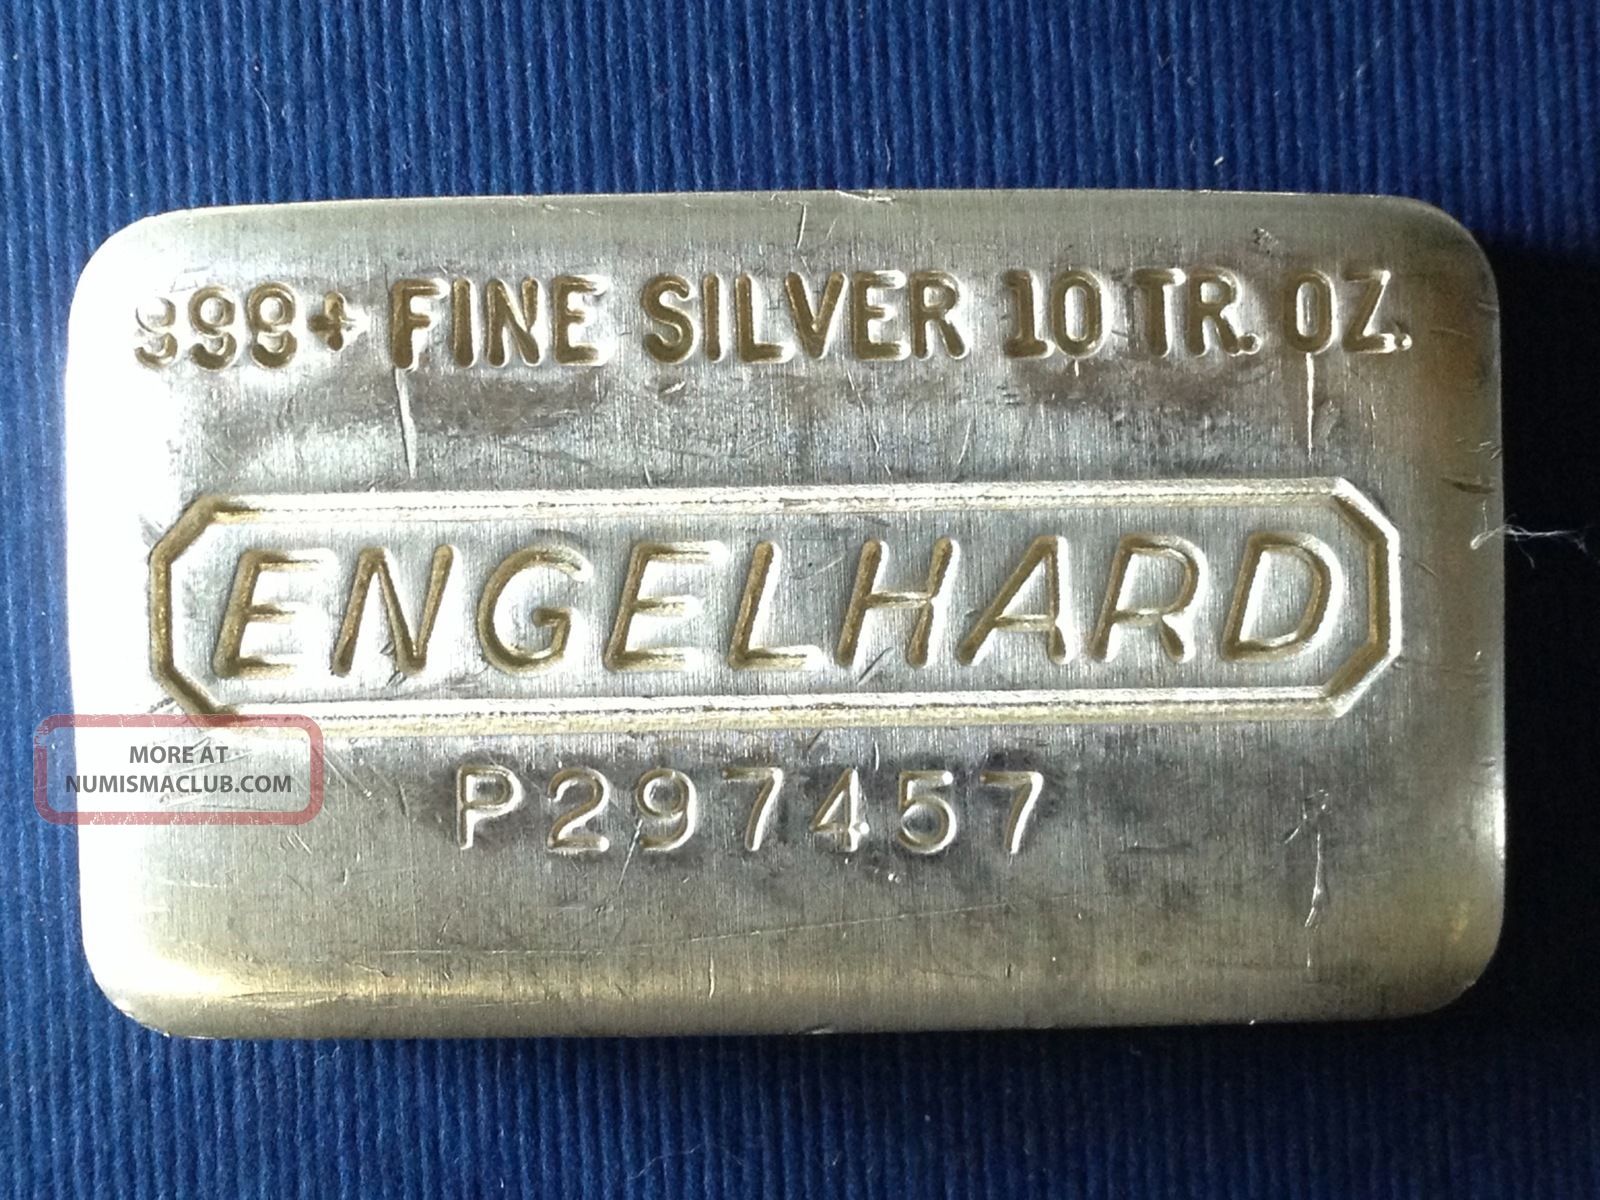 999+ FINE SILVER 10 TR. OZ.
ENGELHARD
P297457
MORE AT
NUMISMACLUB.COM